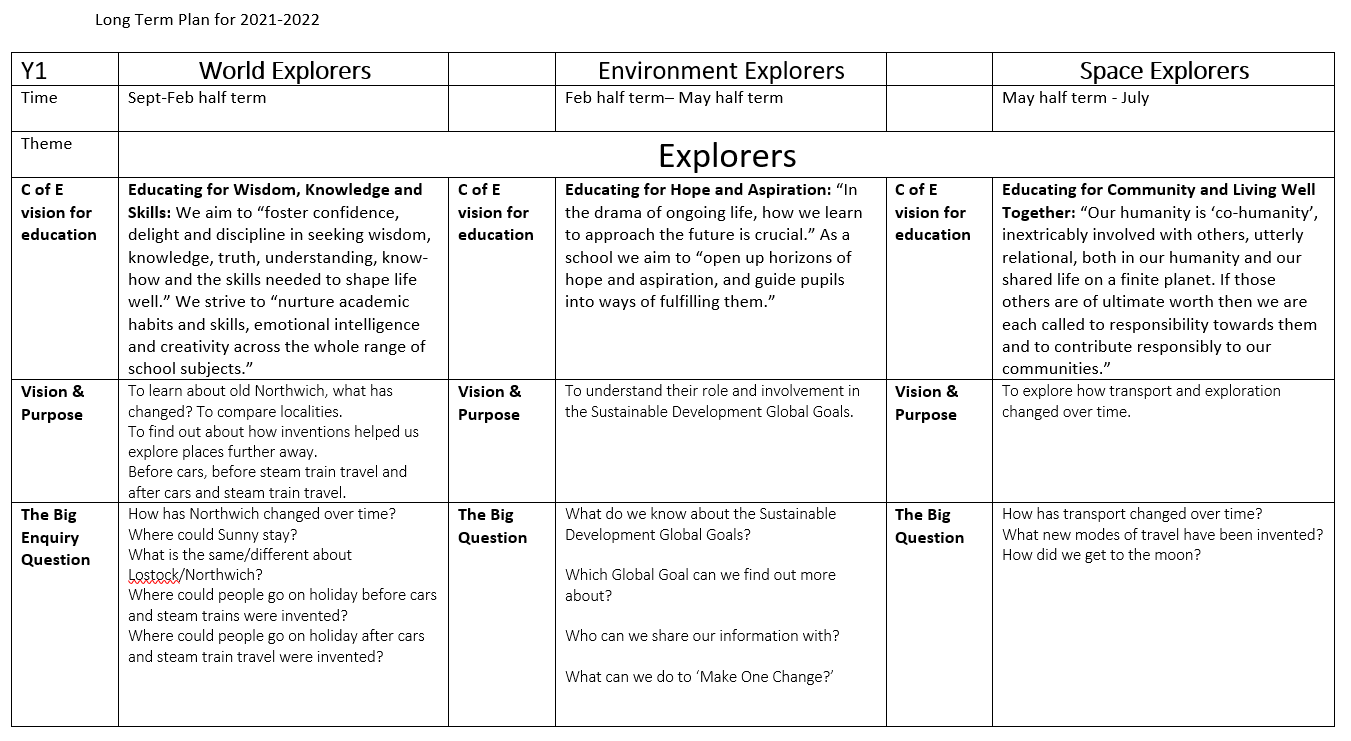 Long Term Plan for 2021-2022
Y1
World Explorers
Environment Explorers
Space Explorers
Time
Sept-Feb half term
Feb half term– May half term
May half term - July
Theme
Explorers
C of E
vision for
education
Educating for Wisdom, Knowledge and
Skills: We aim to “foster confidence,
delight and discipline in seeking wisdom,
knowledge, truth, understanding, know-
how and the skills needed to shape life
well.” We strive to “nurture academic
habits and skills, emotional intelligence
and creativity across the whole range of
school subjects.”
C of E
vision for
education
Educating for Hope and Aspiration: “In
the drama of ongoing life, how we learn
to approach the future is crucial.” As a
school we aim to “open up horizons of
hope and aspiration, and guide pupils
into ways of fulfilling them.”
C of E
vision for
education
Educating for Community and Living Well
Together: “Our humanity is ‘co-humanity’,
inextricably involved with others, utterly
relational, both in our humanity and our
shared life on a finite planet. If those
others are of ultimate worth then we are
each called to responsibility towards them
and to contribute responsibly to our
communities.”
Vision &
Purpose
To learn about old Northwich, what has
changed? To compare localities.
To find out about how inventions helped us
explore places further away.
Before cars, before steam train travel and
after cars and steam train travel.
Vision &
Purpose
To understand their role and involvement in
the Sustainable Development Global Goals.
Vision &
Purpose
To explore how transport and exploration
changed over time.
The Big
Enquiry
Question
How has Northwich changed over time?
Where could Sunny stay?
What is the same/different about
Lostock/Northwich?
Where could people go on holiday before cars
and steam trains were invented?
Where could people go on holiday after cars
and steam train travel were invented?
The Big
Question
What do we know about the Sustainable
Development Global Goals?
Which Global Goal can we find out more
about?
Who can we share our information with?
What can we do to ‘Make One Change?’
The Big
Question
How has transport changed over time?
What new modes of travel have been invented?
How did we get to the moon?